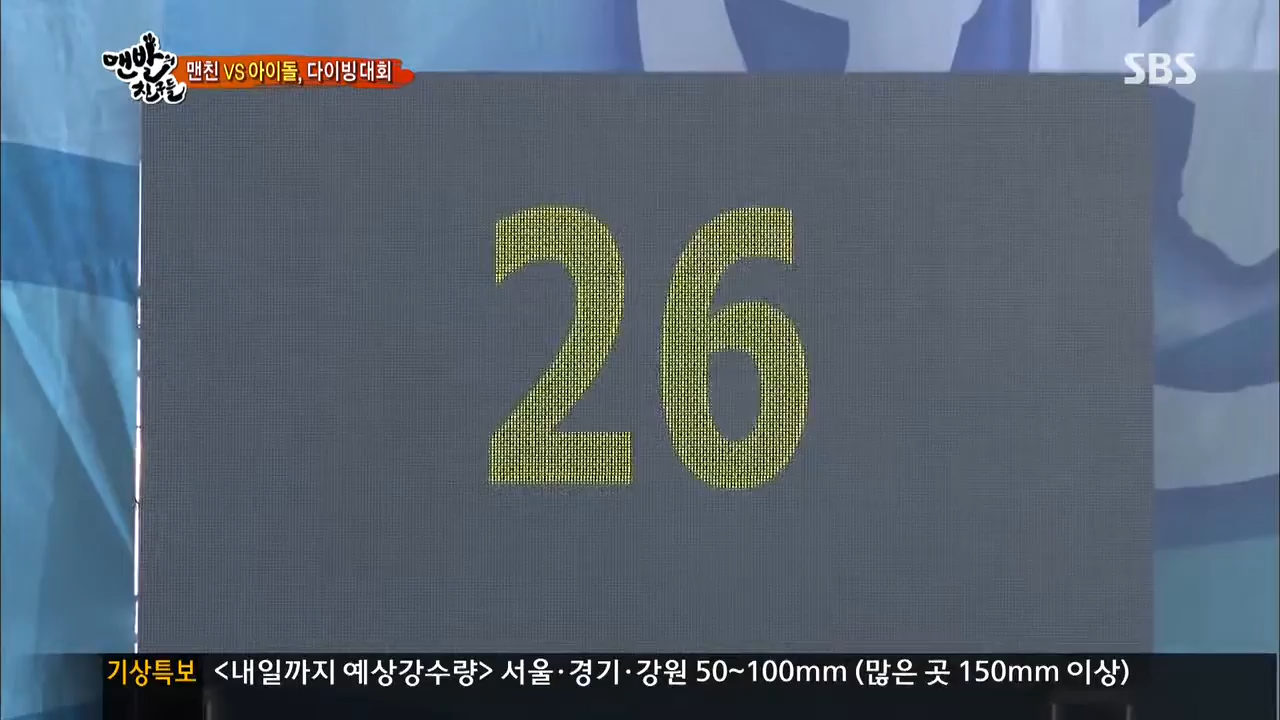 맨발의
친구들
맨친 VS 아이돌, 다이빙 대회
SBS
26
기상특보 <내일까지 예상강수량> 서울·경기·강원 50~100mm (많은 곳 150mm 이상)